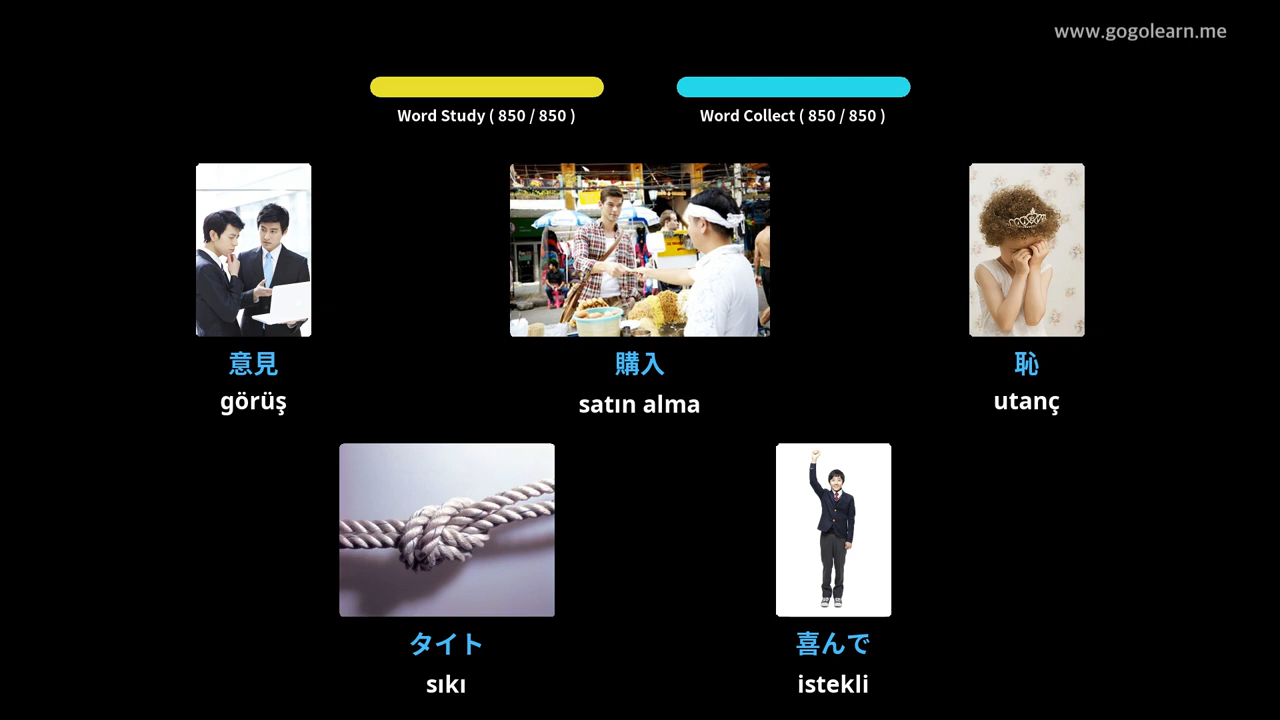 www.gogolearn.me
Word Study ( 850 / 850 )
Word Collect ( 850 / 850 )
意見
購入
恥
görüş
satın alma
utanç
タイト
喜んで
sıkı
istekli